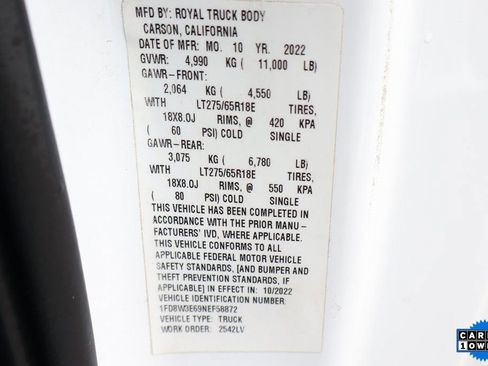 MFD BY: ROYAL TRUCK BODY
CARSON, CALIFORNIA
DATE OF MFR: MO. 10 YR. 2022
GVWR: 4,990 KG ( 11,000 LB)
GAWR-FRONT:
2,064 KG ( 4,550 LB)
WITH LT275/65R18E TIRES,
18X8.0J RIMS, @ 420 KPA
( 60 PSI) COLD SINGLE
GAWR-REAR:
3,075 KG ( 6,780 LB)
WITH LT275/65R18E TIRES,
18X8.0J RIMS, @ 550 KPA
( 80 PSI) COLD SINGLE
THIS VEHICLE HAS BEEN COMPLETED IN
ACCORDANCE WITH THE PRIOR MANU-
FACTURERS' IVD, WHERE APPLICABLE.
THIS VEHICLE CONFORMS TO ALL
APPLICABLE FEDERAL MOTOR VEHICLE
SAFETY STANDARDS, [AND BUMPER AND
THEFT PREVENTION STANDARDS, IF
APPLICABLE] IN EFFECT IN: 10/2022
VEHICLE IDENTIFICATION NUMBER:
1FD8W3E69NEF58872
VEHICLE TYPE: TRUCK
WORK ORDER: 2542LV
CAR
1 OWN